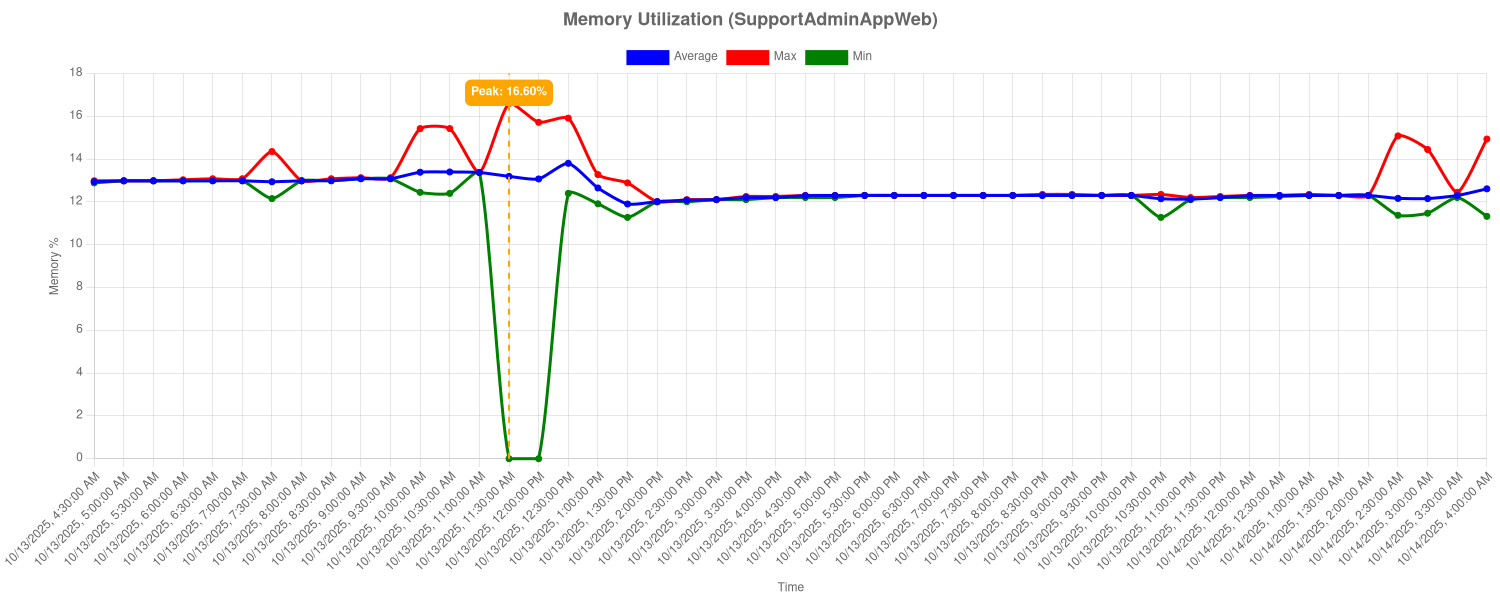 Memory Utilization (SupportAdminAppWeb)
Average Max Min
Peak: 16.60%
18
16
14
12
10
8
6
4
2
0
Memory %
10/13/2025, 4:30:00 AM
10/13/2025, 5:00:00 AM
10/13/2025, 5:30:00 AM
10/13/2025, 6:00:00 AM
10/13/2025, 6:30:00 AM
10/13/2025, 7:00:00 AM
10/13/2025, 7:30:00 AM
10/13/2025, 8:00:00 AM
10/13/2025, 8:30:00 AM
10/13/2025, 9:00:00 AM
10/13/2025, 9:30:00 AM
10/13/2025, 10:00:00 AM
10/13/2025, 10:30:00 AM
10/13/2025, 11:00:00 AM
10/13/2025, 11:30:00 AM
10/13/2025, 12:00:00 PM
10/13/2025, 12:30:00 PM
10/13/2025, 1:00:00 PM
10/13/2025, 1:30:00 PM
10/13/2025, 2:00:00 PM
10/13/2025, 2:30:00 PM
10/13/2025, 3:00:00 PM
10/13/2025, 3:30:00 PM
10/13/2025, 4:00:00 PM
10/13/2025, 4:30:00 PM
10/13/2025, 5:00:00 PM
10/13/2025, 5:30:00 PM
10/13/2025, 6:00:00 PM
10/13/2025, 6:30:00 PM
10/13/2025, 7:00:00 PM
10/13/2025, 7:30:00 PM
10/13/2025, 8:00:00 PM
10/13/2025, 8:30:00 PM
10/13/2025, 9:00:00 PM
10/13/2025, 9:30:00 PM
10/13/2025, 10:00:00 PM
10/13/2025, 10:30:00 PM
10/13/2025, 11:00:00 PM
10/13/2025, 11:30:00 PM
10/14/2025, 12:00:00 AM
10/14/2025, 12:30:00 AM
10/14/2025, 1:00:00 AM
10/14/2025, 1:30:00 AM
10/14/2025, 2:00:00 AM
10/14/2025, 2:30:00 AM
10/14/2025, 3:00:00 AM
10/14/2025, 3:30:00 AM
10/14/2025, 4:00:00 AM
Time